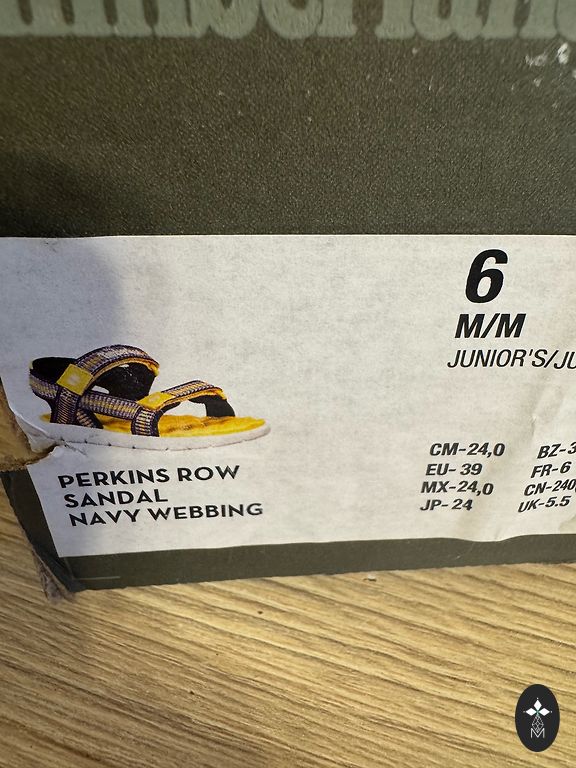 Timberland
6
M/M
JUNIOR'S/JU
CM-24,0 BZ-3
EU-39 FR-6
MX-24,0 CN-240
JP-24 UK-5.5
PERKINS ROW
SANDAL
NAVY WEBBING
M